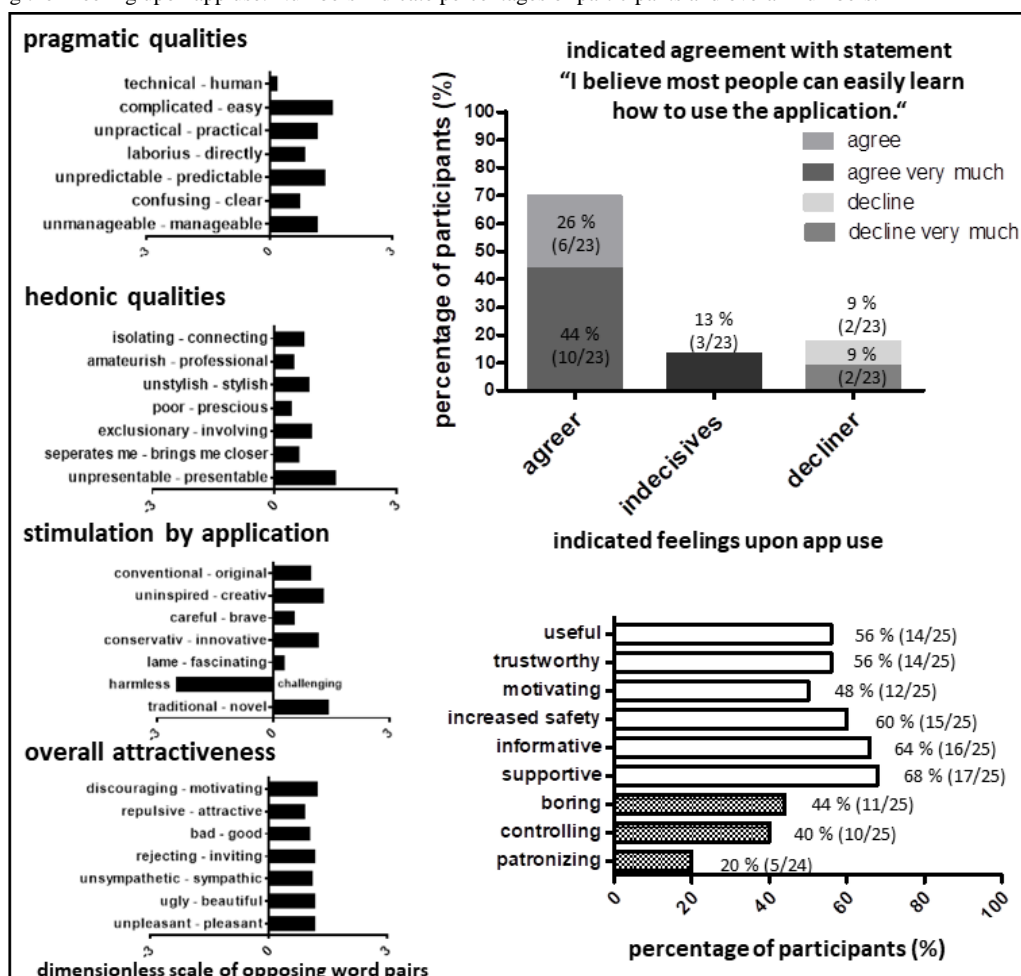 pragmatic qualities
technical - human
complicated - easy
unpractical - practical
laborius - directly
unpredictable - predictable
confusing - clear
unmanageable - manageable
-3 0 3
hedonic qualities
isolating - connecting
amateurish - professional
unstylish - stylish
poor - prescious
exclusionary - involving
seperates me - brings me closer
unpresentable - presentable
-3 0 3
stimulation by application
conventional - original
uninspired - creativ
careful - brave
conservativ - innovative
lame - fascinating
harmless challenging
traditional - novel
-3 0 3
overall attractiveness
discouraging - motivating
repulsive - attractive
bad - good
rejecting - inviting
unsympathetic - sympathic
ugly - beautiful
unpleasant - pleasant
-3 0 3
dimensionless scale of opposing word pairs
indicated agreement with statement
“I believe most people can easily learn
how to use the application.“
agree
agree very much
decline
decline very much
percentage of participants (%)
100
90
80
70
60
50
40
30
20
10
0
26 %
(6/23)
44 %
(10/23)
13 %
(3/23)
9 %
(2/23)
9 %
(2/23)
agreer
indecisives
decliner
indicated feelings upon app use
useful 56 % (14/25)
trustworthy 56 % (14/25)
motivating 48 % (12/25)
increased safety 60 % (15/25)
informative 64 % (16/25)
supportive 68 % (17/25)
boring 44 % (11/25)
controlling 40 % (10/25)
patronizing 20 % (5/24)
0 20 40 60 80 100
percentage of participants (%)